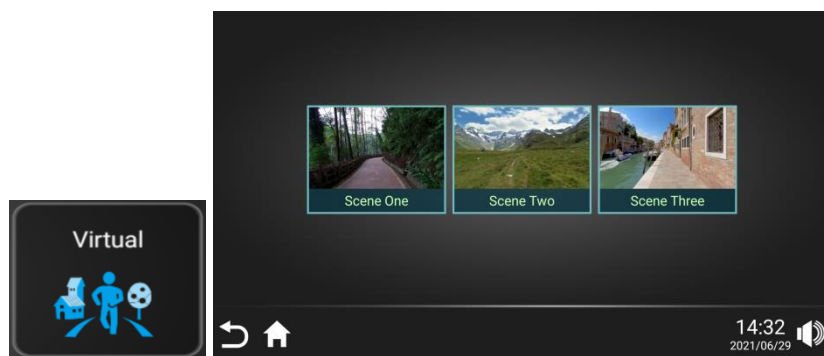 Virtual
Scene One
Scene Two
Scene Three
14:32
2021/06/29